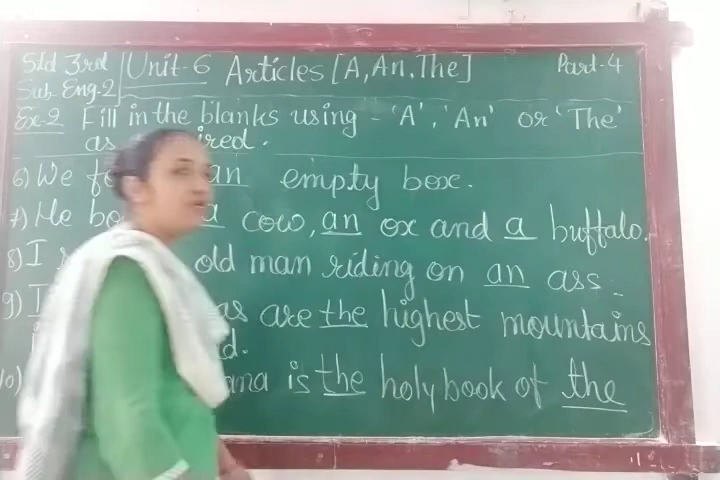 Std 3rd Unit-6 Articles [A, An, The] Part-4
Sub. Eng-2
Ex-2 Fill in the blanks using - 'A', 'An' or 'The'
as ired.
6) We an empty box.
7) He a cow, an ox and a buffalo.
8) I old man riding on an ass.
9) as are the highest mountains
d.
10) ana is the holy book of the